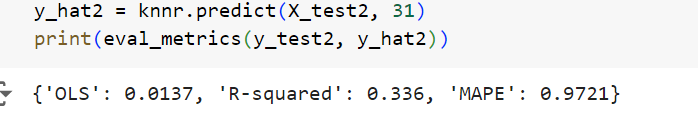 y_hat2 = knnr.predict(X_test2, 31)
print(eval_metrics(y_test2, y_hat2))
{'OLS': 0.0137, 'R-squared': 0.336, 'MAPE': 0.9721}